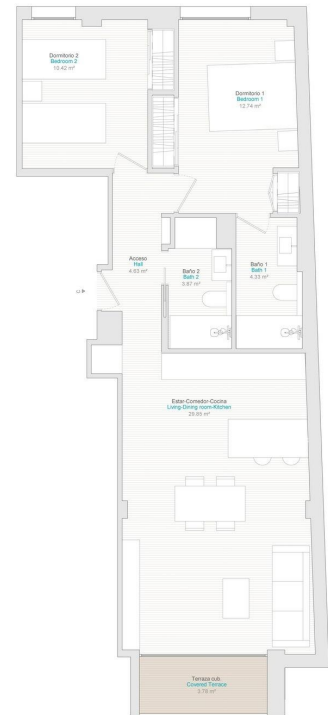 Dormitorio 2
Bedroom 2
10.42 m²
Dormitorio 1
Bedroom 1
12.74 m²
Acceso
Hall
4.63 m²
Baño 2
Bath 2
3.87 m²
Baño 1
Bath 1
4.33 m²
Estar-Comedor-Cocina
Living-Dining room-Kitchen
29.85 m²
Terraza cub.
Covered Terrace
3.78 m²